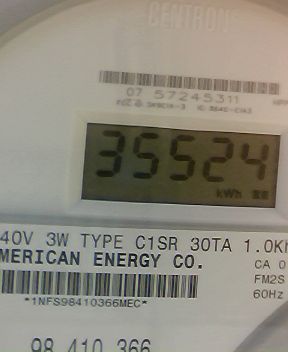 CENTRON
07 57245311
35524
kWh
40V 3W TYPE C1SR 30TA 1.0Kh
MERICAN ENERGY CO.
CA 0
FM2S
60Hz
*1NFS98410366MEC*
98 410 366